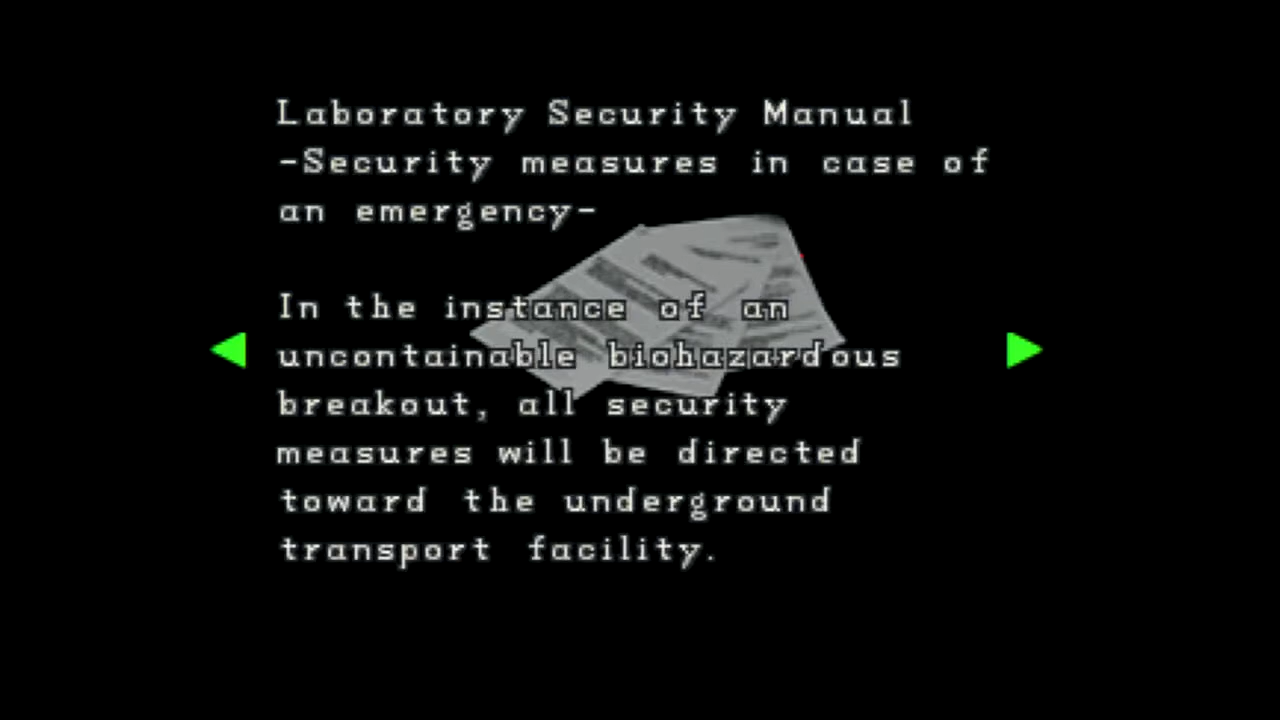 Laboratory Security Manual
-Security measures in case of
an emergency-
In the instance of an
uncontainable biohazardous
breakout, all security
measures will be directed
toward the underground
transport facility.